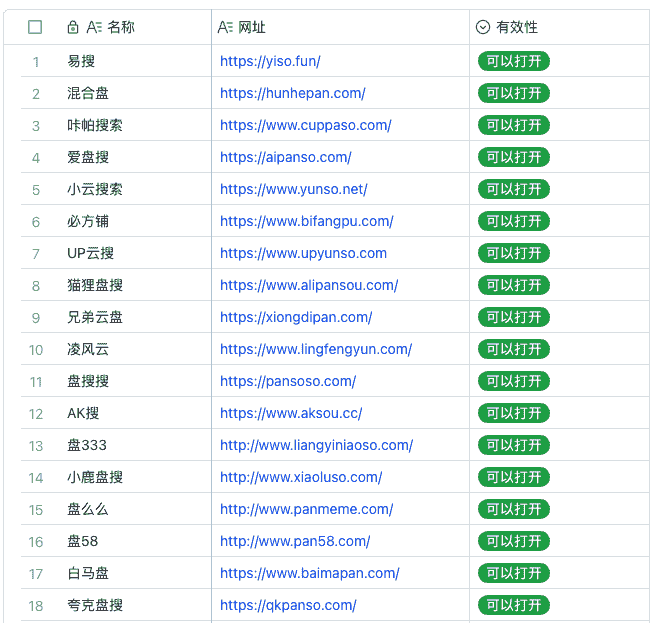 名称 网址 有效性
1 易搜 https://yiso.fun/ 可以打开
2 混合盘 https://hunhepan.com/ 可以打开
3 咔帕搜索 https://www.cuppaso.com/ 可以打开
4 爱盘搜 https://aipanso.com/ 可以打开
5 小云搜索 https://www.yunso.net/ 可以打开
6 必方铺 https://www.bifangpu.com/ 可以打开
7 UP云搜 https://www.upyunso.com 可以打开
8 猫狸盘搜 https://www.alipansou.com/ 可以打开
9 兄弟云盘 https://xiongdipan.com/ 可以打开
10 凌风云 https://www.lingfengyun.com/ 可以打开
11 盘搜搜 https://pansoso.com/ 可以打开
12 AK搜 https://www.aksou.cc/ 可以打开
13 盘333 http://www.liangyiniaoso.com/ 可以打开
14 小鹿盘搜 http://www.xiaoluso.com/ 可以打开
15 盘么么 http://www.panmeme.com/ 可以打开
16 盘58 http://www.pan58.com/ 可以打开
17 白马盘 https://www.baimapan.com/ 可以打开
18 夸克盘搜 https://qkpanso.com/ 可以打开